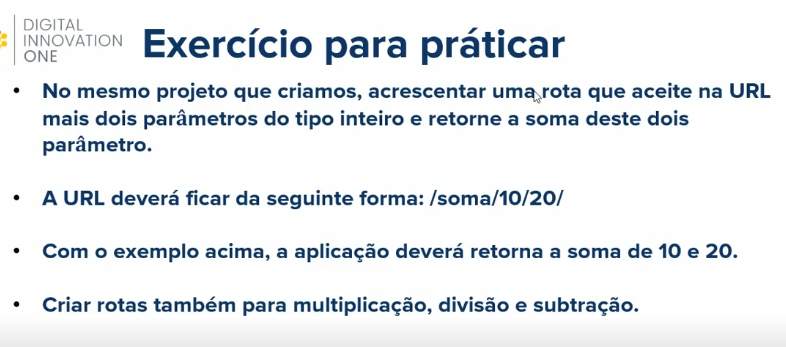 DIGITAL
INNOVATION
ONE
Exercício para práticar
• No mesmo projeto que criamos, acrescentar uma rota que aceite na URL
mais dois parâmetros do tipo inteiro e retorne a soma deste dois
parâmetro.
• A URL deverá ficar da seguinte forma: /soma/10/20/
• Com o exemplo acima, a aplicação deverá retorna a soma de 10 e 20.
• Criar rotas também para multiplicação, divisão e subtração.